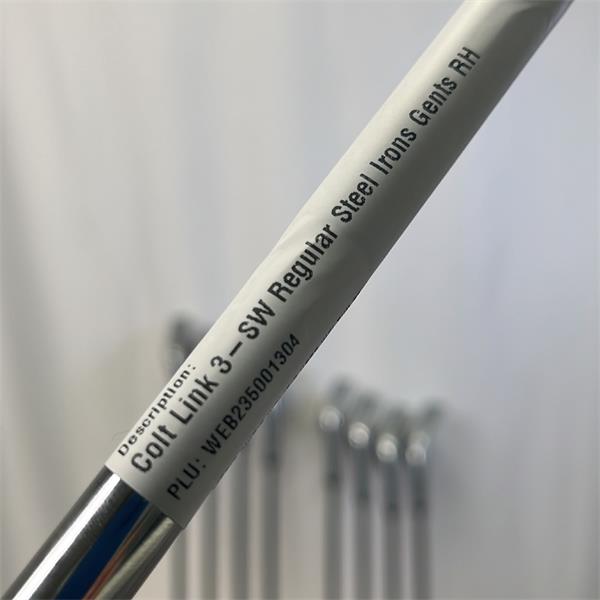 Description:
Colt Link 3-SW Regular Steel Irons Gents RH
PLU: WEB235001304